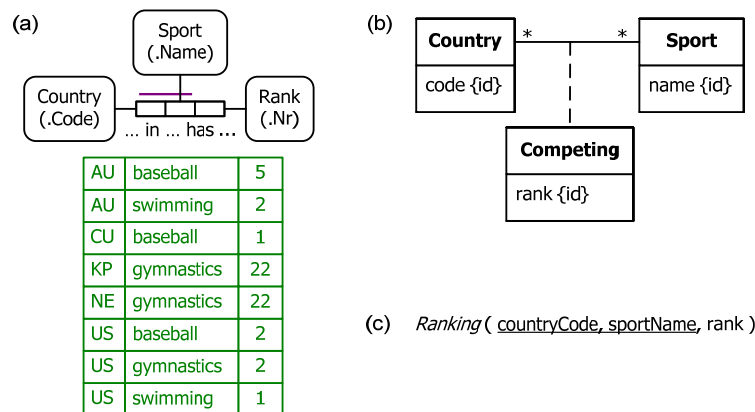 (a)
Sport
(.Name)
Country
(.Code)
Rank
(.Nr)
... in ... has ...
AU baseball 5
AU swimming 2
CU baseball 1
KP gymnastics 22
NE gymnastics 22
US baseball 2
US gymnastics 2
US swimming 1
(b)
Country * * Sport
code {id} name {id}
Competing
rank {id}
(c) Ranking ( countryCode, sportName, rank )